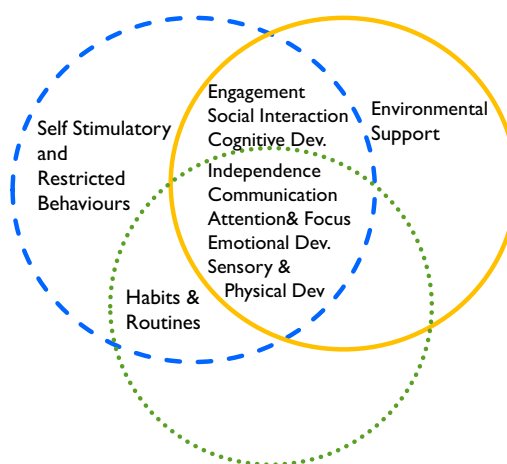 Self Stimulatory
and
Restricted
Behaviours
Engagement
Social Interaction
Cognitive Dev.
Independence
Communication
Attention& Focus
Emotional Dev.
Sensory &
Physical Dev
Environmental
Support
Habits &
Routines